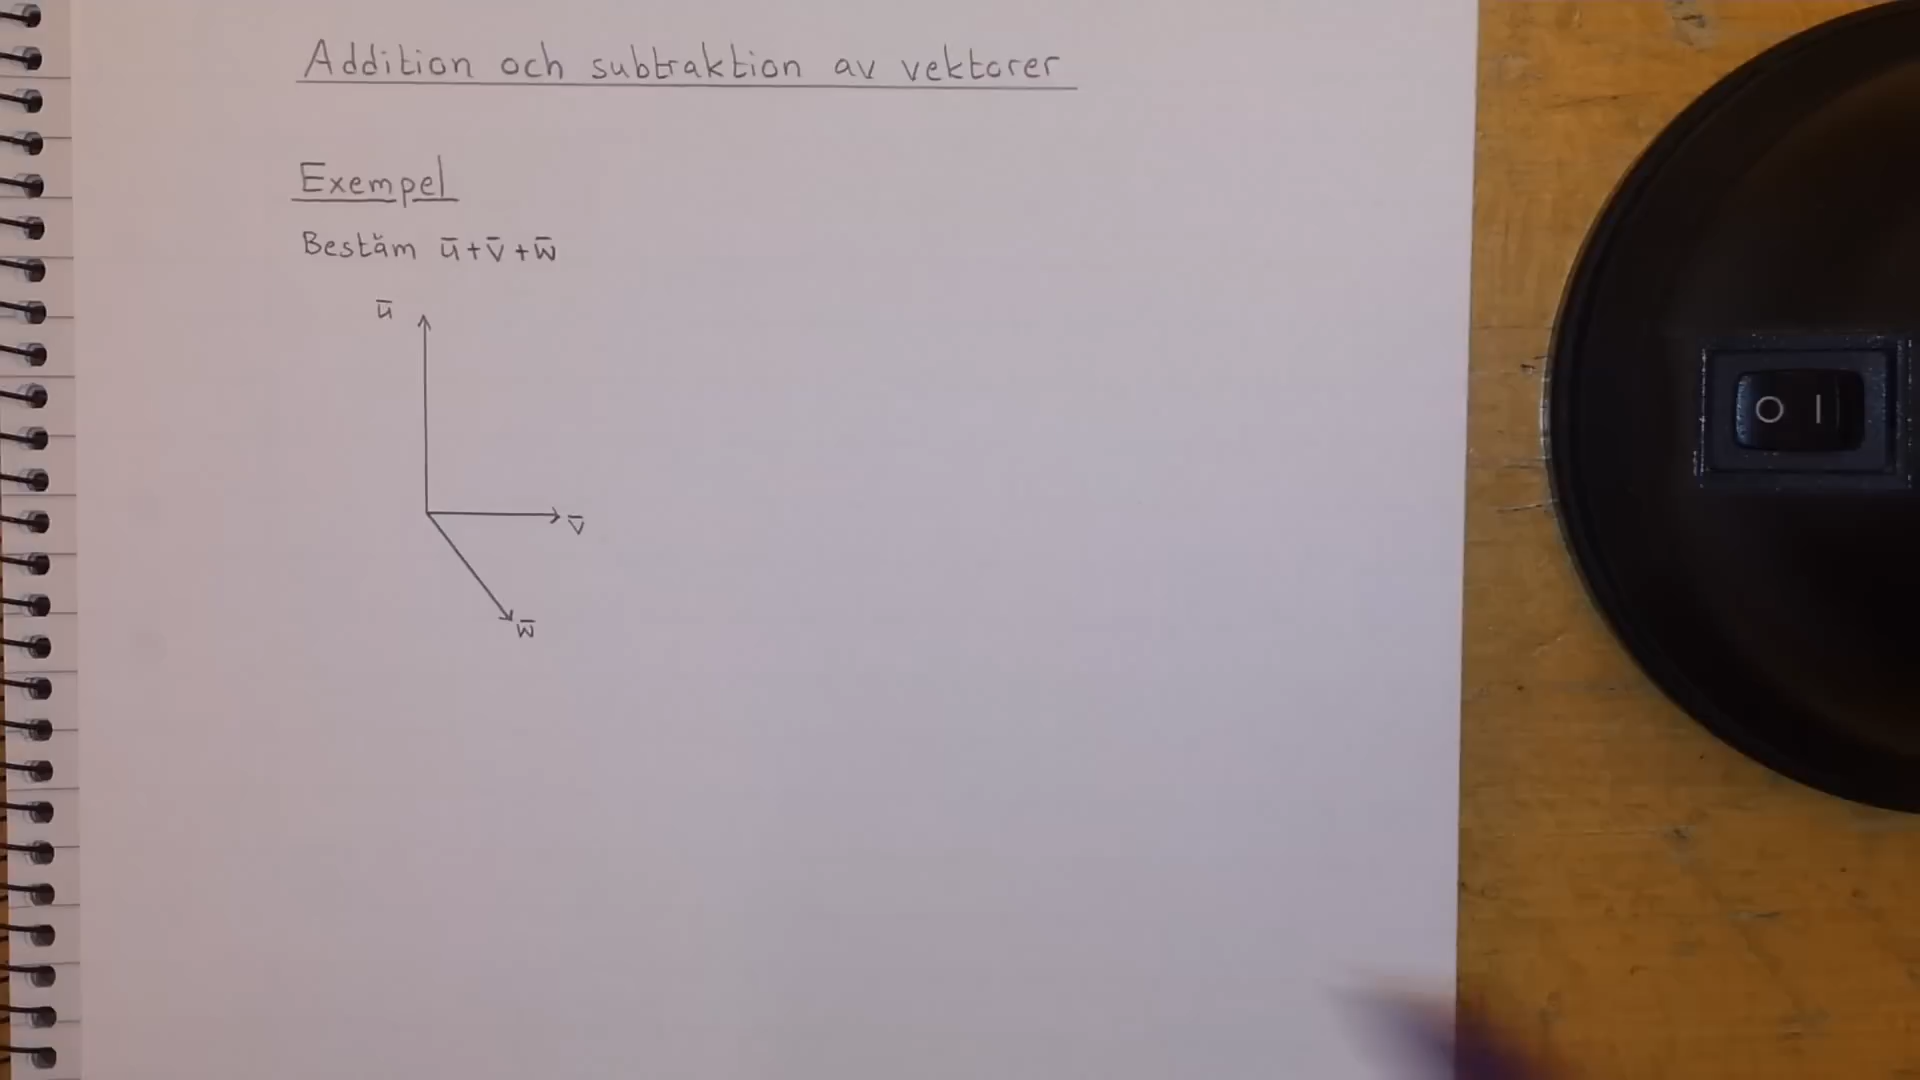 Addition och subtraktion av vektorer
Exempel
Bestäm ū+v̄+w̄
ū
v̄
w̄
O I